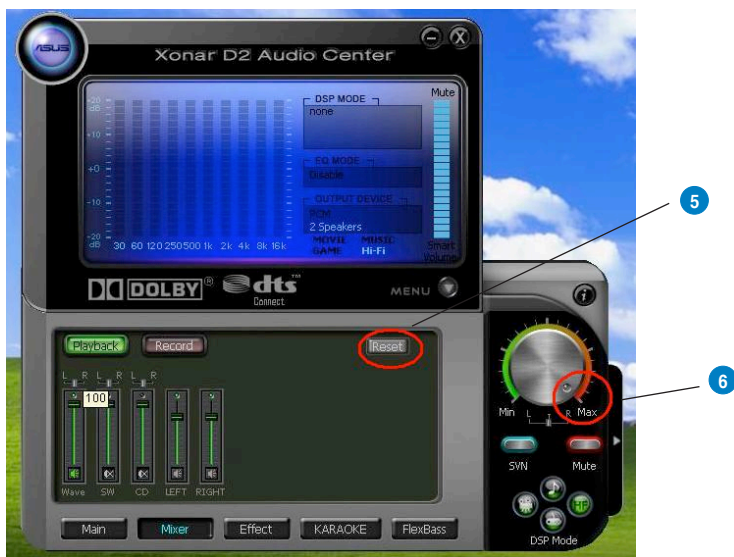 ASUS
Xonar D2 Audio Center
Mute
+20
dB
+10
+0
-10
-20
dB
30 60 120 250 500 1k 2k 4k 8k 16k
DSP MODE
none
EQ MODE
Disable
OUTPUT DEVICE
PCM
2 Speakers
MOVIE MUSIC
GAME Hi-Fi
Smart
Volume
DOLBY®
dts™
Connect
MENU
5
Playback
Record
Reset
L R L R L R
100
Wave SW CD LEFT RIGHT
i
Min L R Max
6
SVN
Mute
HF
DSP Mode
Main
Mixer
Effect
KARAOKE
FlexBass